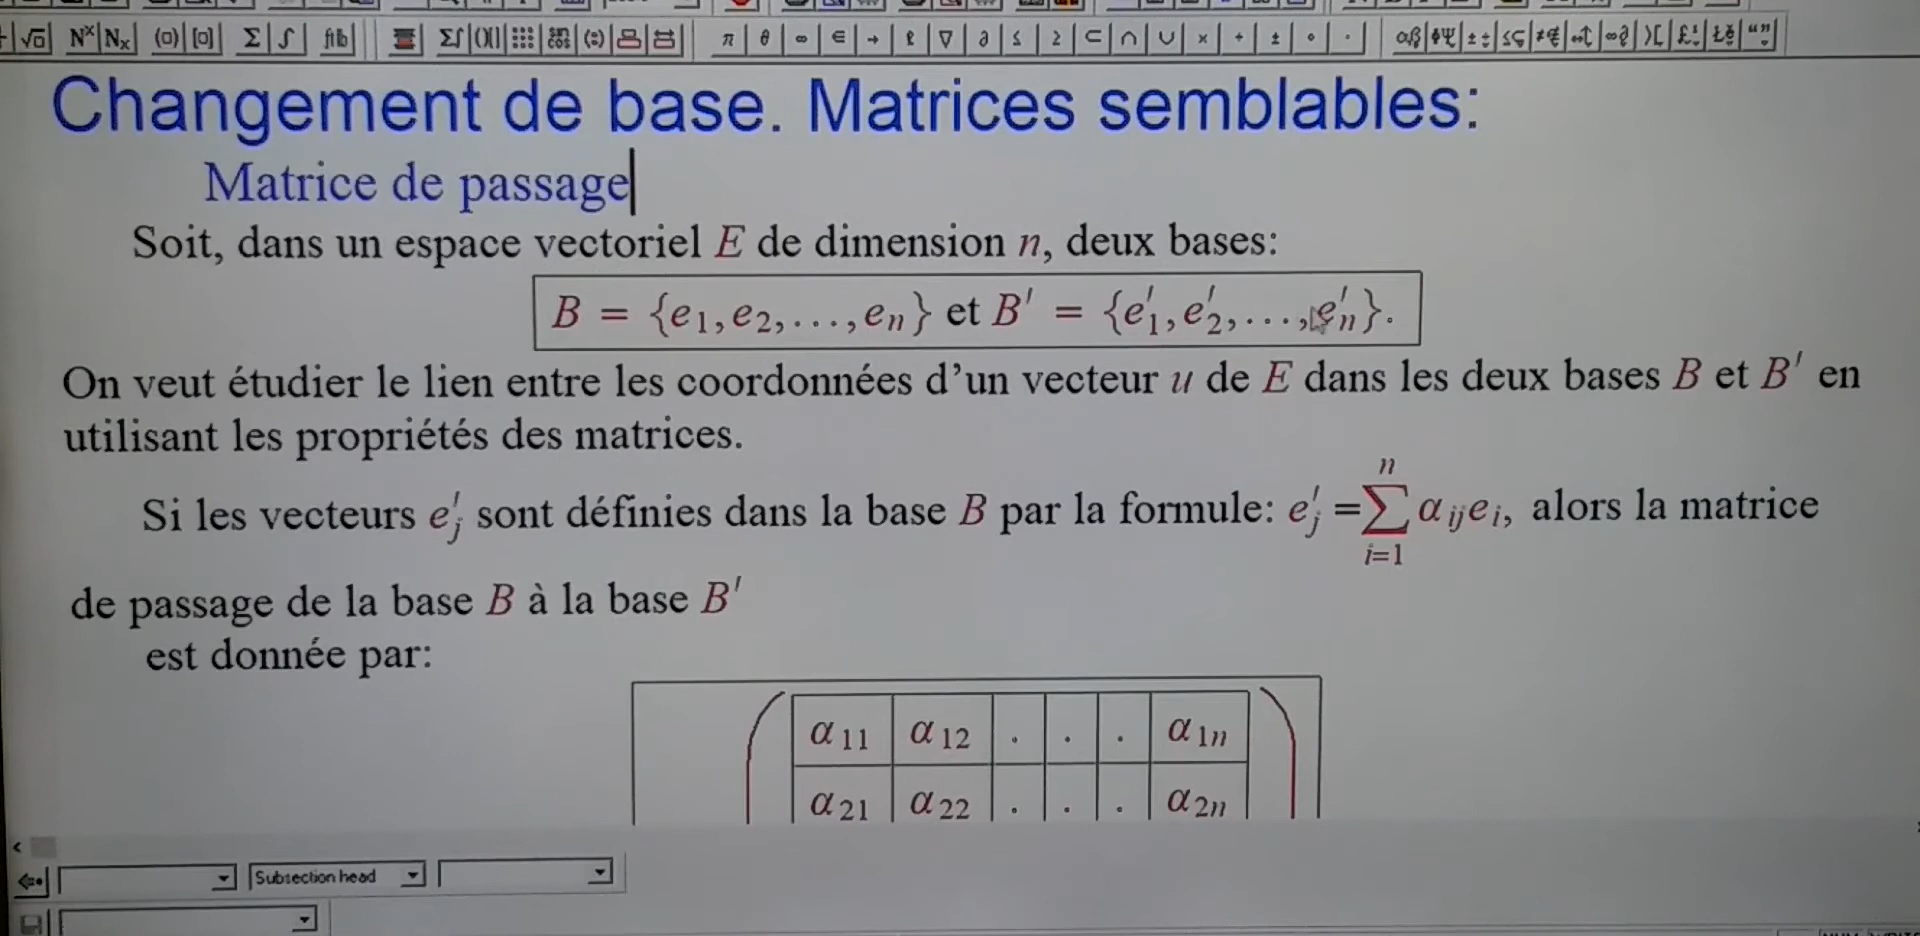 Changement de base. Matrices semblables:
Matrice de passage
Soit, dans un espace vectoriel E de dimension n, deux bases:
B = {e₁, e₂, . . . , eₙ} et B′ = {e′₁, e′₂, . . . , e′ₙ}.
On veut étudier le lien entre les coordonnées d’un vecteur u de E dans les deux bases B et B′ en
utilisant les propriétés des matrices.
Si les vecteurs e′ⱼ sont définies dans la base B par la formule: e′ⱼ = ∑ⁿᵢ₌₁ αᵢⱼeᵢ, alors la matrice
de passage de la base B à la base B′
est donnée par:
α₁₁ α₁₂ . . . α₁ₙ
α₂₁ α₂₂ . . . α₂ₙ
Subsection head